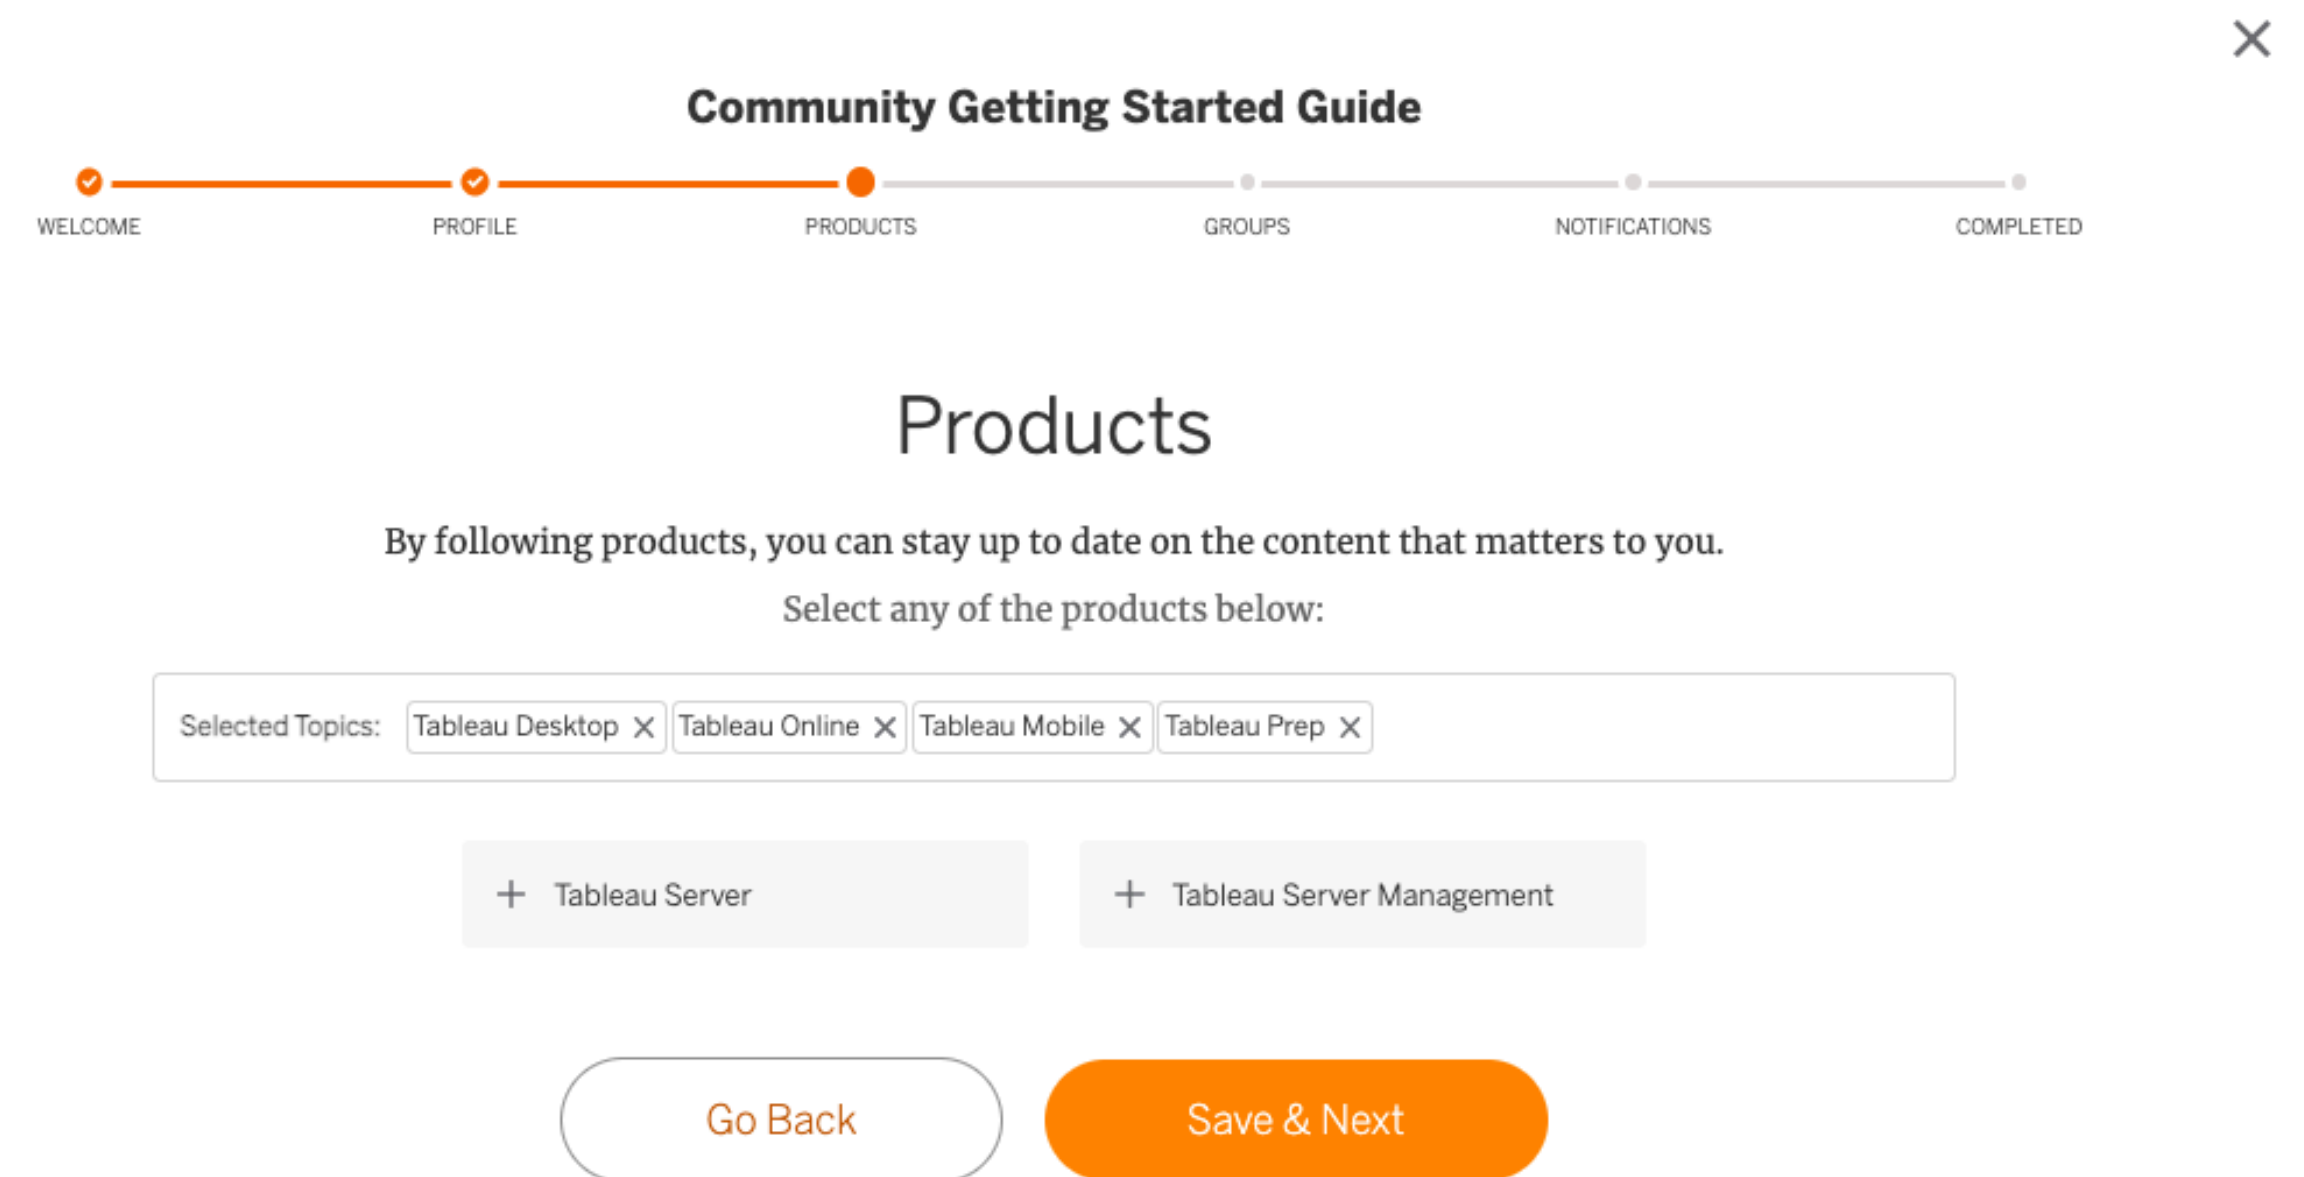 Community Getting Started Guide
WELCOME PROFILE PRODUCTS GROUPS NOTIFICATIONS COMPLETED
Products
By following products, you can stay up to date on the content that matters to you.
Select any of the products below:
Selected Topics: Tableau Desktop Tableau Online Tableau Mobile Tableau Prep
Tableau Server Tableau Server Management
Go Back Save & Next